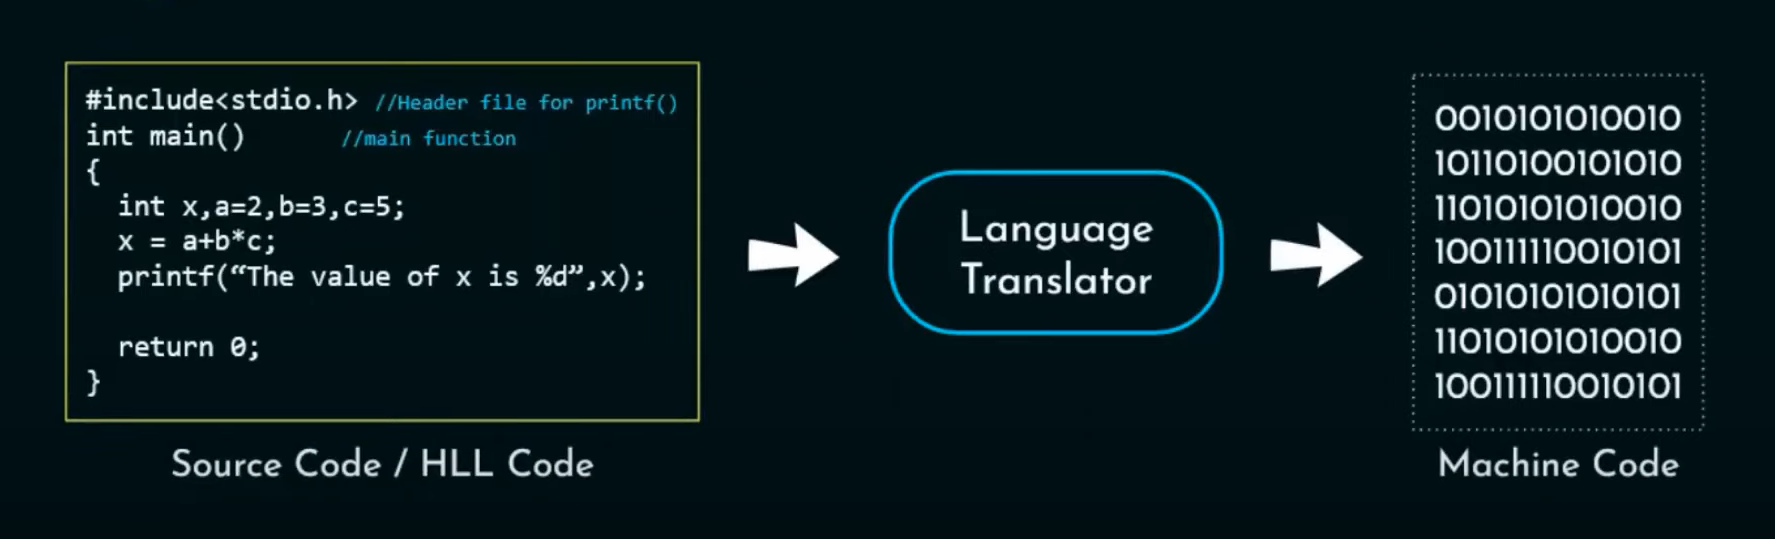 #include<stdio.h> //Header file for printf()
int main() //main function
{
int x,a=2,b=3,c=5;
x = a+b*c;
printf(“The value of x is %d”,x);
return 0;
}
Source Code / HLL Code
Language
Translator
0010101010010
10110100101010
11010101010010
100111110010101
01010101010101
11010101010010
100111110010101
Machine Code